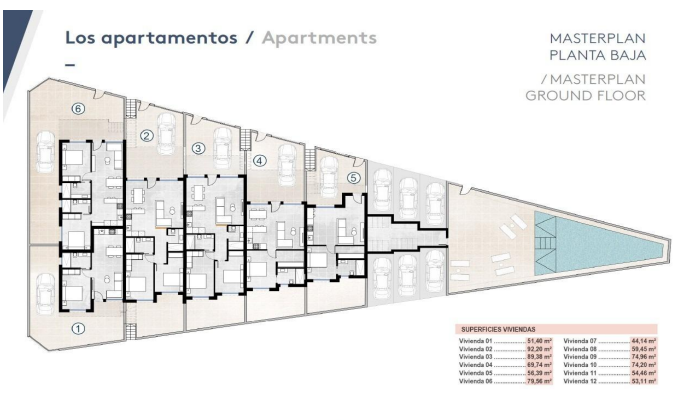 Los apartamentos / Apartments
MASTERPLAN
PLANTA BAJA
/ MASTERPLAN
GROUND FLOOR
6
2
3
4
5
1
SUPERFICIES VIVIENDAS
Vivienda 01 .................. 51,40 m²
Vivienda 02 .................. 92,20 m²
Vivienda 03 .................. 89,38 m²
Vivienda 04 .................. 69,74 m²
Vivienda 05 .................. 56,39 m²
Vivienda 06 .................. 79,56 m²
Vivienda 07 .................. 44,14 m²
Vivienda 08 .................. 59,45 m²
Vivienda 09 .................. 74,96 m²
Vivienda 10 .................. 74,20 m²
Vivienda 11 .................. 54,46 m²
Vivienda 12 .................. 53,11 m²